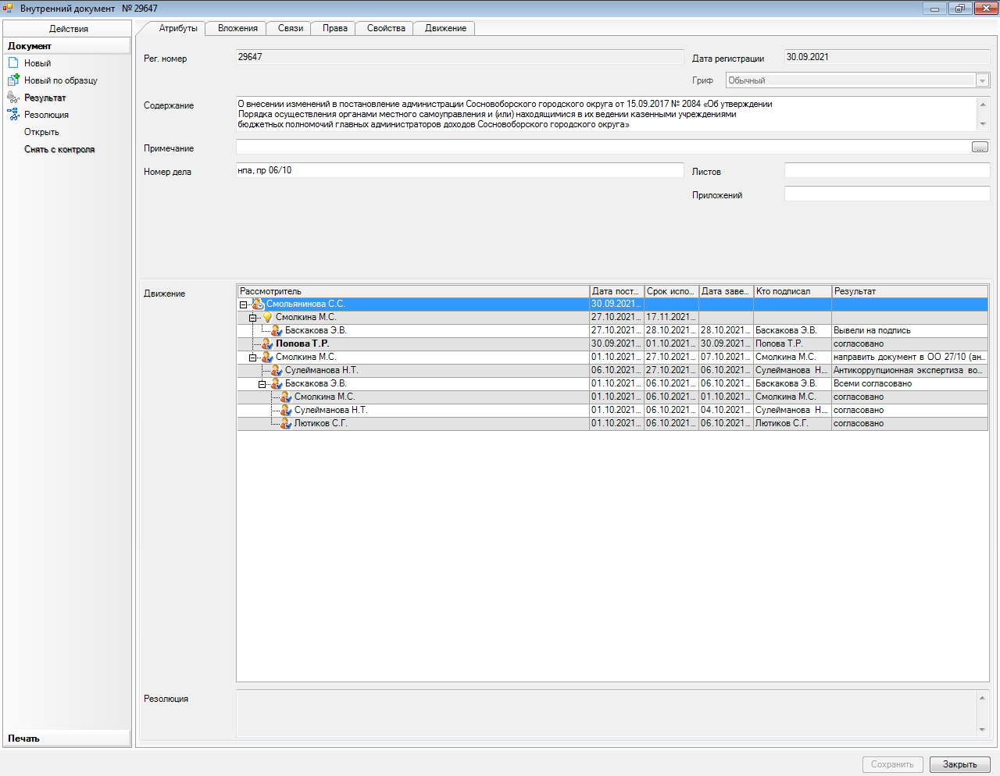 Внутренний документ № 29647
Действия
Документ
Новый
Новый по образцу
Результат
Резолюция
Открыть
Снять с контроля
Печать
Атрибуты Вложения Связи Права Свойства Движение
Рег. номер 29647 Дата регистрации 30.09.2021
Гриф Обычный
Содержание О внесении изменений в постановление администрации Сосновоборского городского округа от 15.09.2017 № 2084 «Об утверждении
Порядка осуществления органами местного самоуправления и (или) находящимися в их ведении казенными учреждениями
бюджетных полномочий главных администраторов доходов Сосновоборского городского округа»
Примечание ...
Номер дела нпа, пр 06/10 Листов
Приложений
Движение
Рассмотритель Дата пост... Срок испо... Дата заве... Кто подписал Результат
Смольянинова С.С. 30.09.2021...
Смолкина М.С. 27.10.2021... 17.11.2021...
Баскакова Э.В. 27.10.2021... 28.10.2021... 28.10.2021... Баскакова Э.В. Вывели на подпись
Попова Т.Р. 30.09.2021... 01.10.2021... 30.09.2021... Попова Т.Р. согласовано
Смолкина М.С. 01.10.2021... 27.10.2021... 07.10.2021... Смолкина М.С. направить документ в ОО 27/10 (ан...
Сулейманова Н.Т. 06.10.2021... 27.10.2021... 06.10.2021... Сулейманова Н.... Антикоррупционная экспертиза во...
Баскакова Э.В. 01.10.2021... 06.10.2021... 06.10.2021... Баскакова Э.В. Всеми согласовано
Смолкина М.С. 01.10.2021... 06.10.2021... 01.10.2021... Смолкина М.С. согласовано
Сулейманова Н.Т. 01.10.2021... 06.10.2021... 04.10.2021... Сулейманова Н.... согласовано
Лютиков С.Г. 01.10.2021... 06.10.2021... 06.10.2021... Лютиков С.Г. согласовано
Резолюция
Сохранить Закрыть